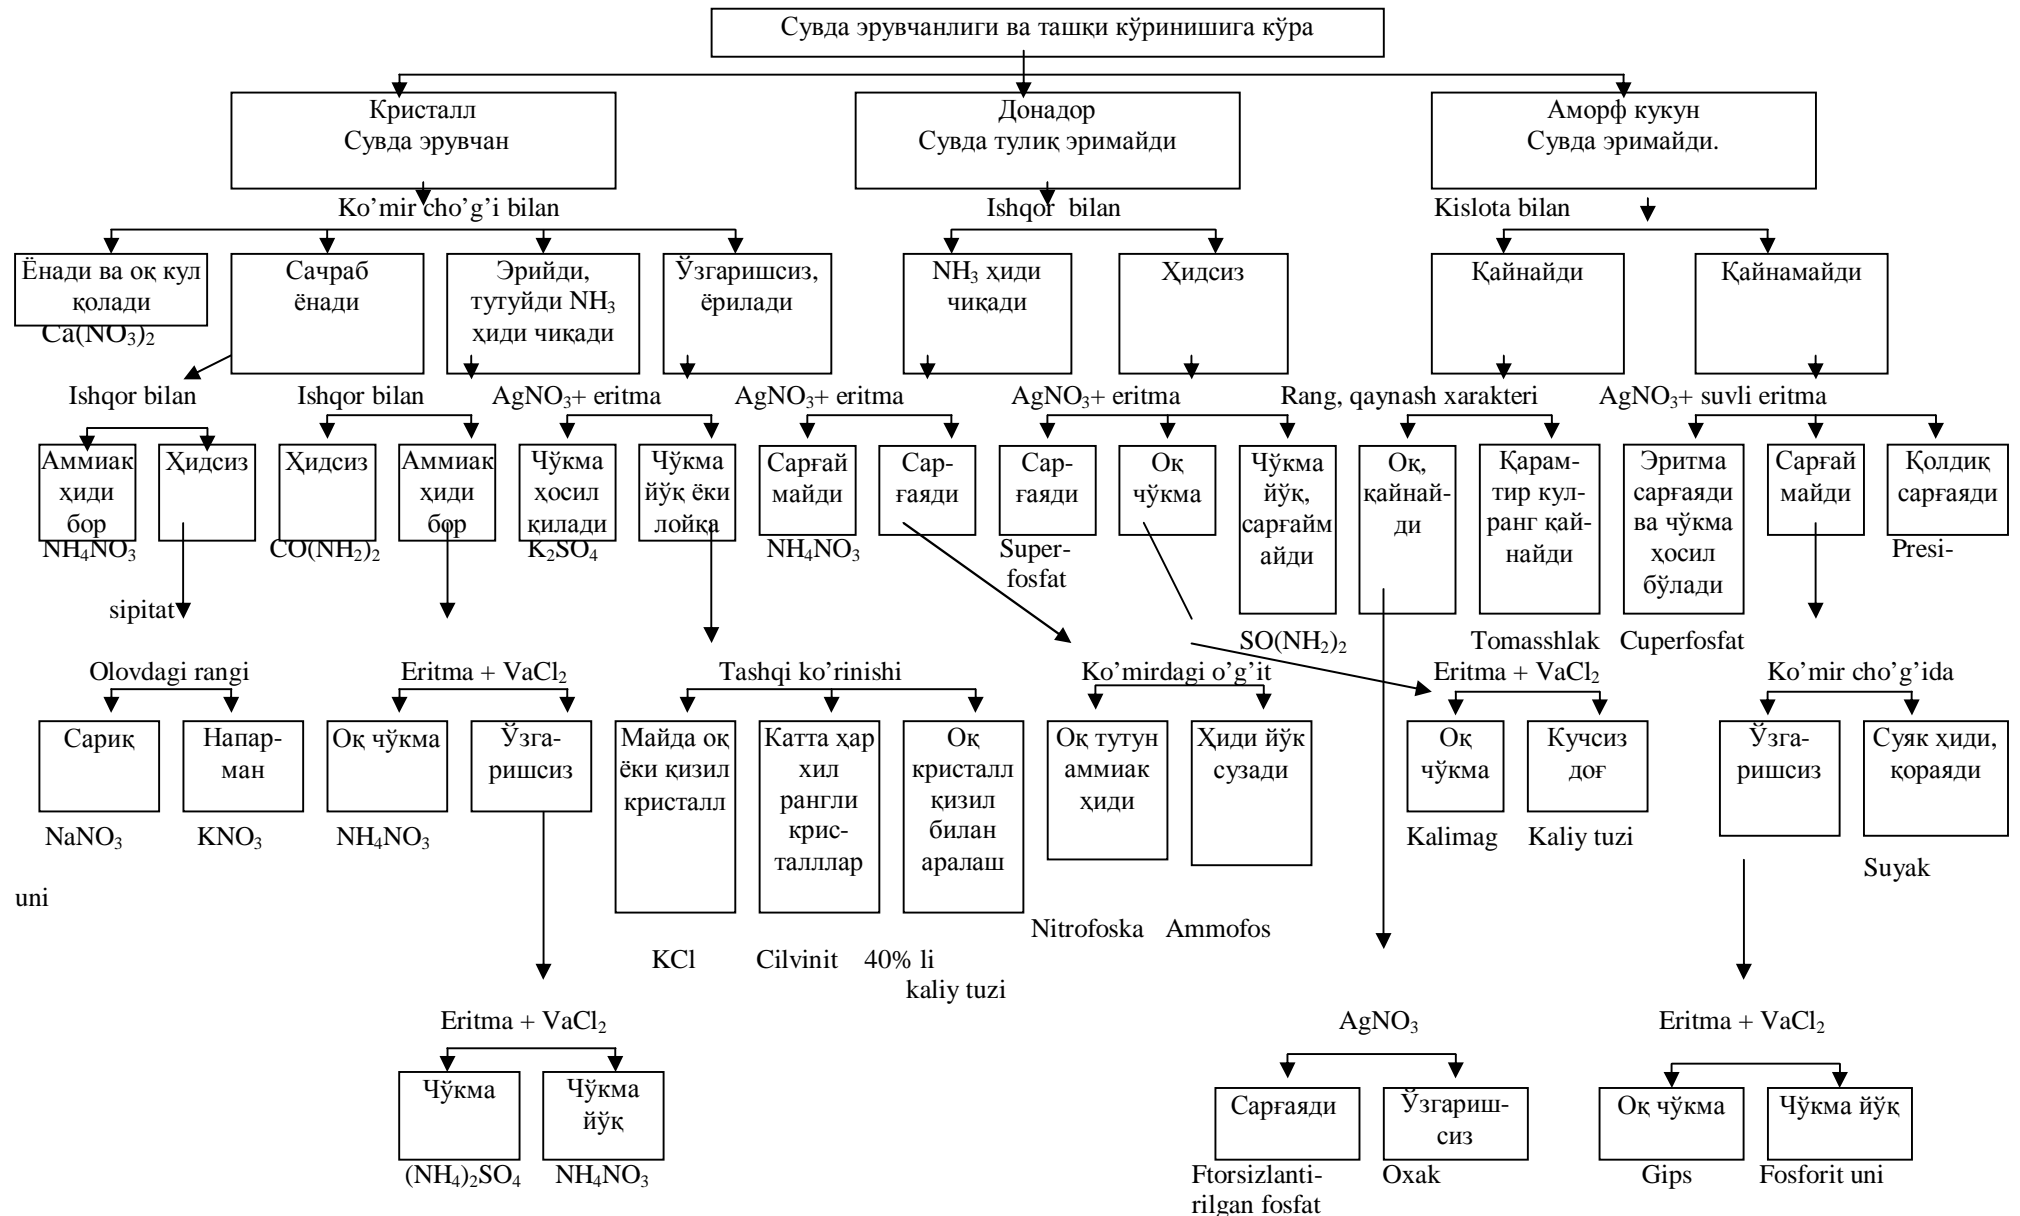 Сувда эрувчанлиги ва ташқи кўринишига кўра
Кристалл
Сувда эрувчан
Донадор
Сувда тулиқ эримайди
Аморф кукун
Сувда эримайди.
Ko’mir cho’g’i bilan
Ishqor bilan
Kislota bilan
Ёнади ва оқ кул
қолади
Ca(NO₃)₂
Сачраб
ёнади
Эрийди,
тутуйди NH₃
ҳиди чиқади
Ўзгаришсиз,
ёрилади
NH₃ ҳиди
чиқади
Ҳидсиз
Қайнайди
Қайнамайди
Ishqor bilan
Ishqor bilan
AgNO₃+ eritma
AgNO₃+ eritma
AgNO₃+ eritma
Rang, qaynash xarakteri
AgNO₃+ suvli eritma
Аммиак
ҳиди
бор
NH₄NO₃
Ҳидсиз
Ҳидсиз
CO(NH₂)₂
Аммиак
ҳиди
бор
Чўкма
ҳосил
қилади
K₂SO₄
Чўкма
йўқ ёки
лойқа
Сарғай
майди
NH₄NO₃
Сар-
ғаяди
Сар-
ғаяди
Super-
fosfat
Оқ
чўкма
Чўкма
йўқ,
сарғайм
айди
Оқ,
қайнай-
ди
Қарам-
тир кул-
ранг қай-
найди
Эритма
сарғаяди
ва чўкма
ҳосил
бўлади
Сарғай
майди
Қолдиқ
сарғаяди
Presi-
sipitat
SO(NH₂)₂
Tomasshlak
Cuperfosfat
Olovdagi rangi
Eritma + VaCl₂
Tashqi ko’rinishi
Ko’mirdagi o’g’it
Eritma + VaCl₂
Ko’mir cho’g’ida
Сариқ
Напар-
ман
Оқ чўкма
Ўзга-
ришсиз
Майда оқ
ёки қизил
кристалл
Катта ҳар
хил
рангли
крис-
талллар
Оқ
кристалл
қизил
билан
аралаш
Оқ тутун
аммиак
ҳиди
Ҳиди йўк
сузади
Оқ
чўкма
Кучсиз
доғ
Ўзга-
ришсиз
Суяк ҳиди,
қораяди
NaNO₃
KNO₃
NH₄NO₃
Kalimag
Kaliy tuzi
Suyak
uni
Nitrofoska
Ammofos
KCl
Cilvinit
40% li
kaliy tuzi
Eritma + VaCl₂
AgNO₃
Eritma + VaCl₂
Чўкма
Чўкма
йўқ
Сарғаяди
Ўзгариш-
сиз
Оқ чўкма
Чўкма йўқ
(NH₄)₂SO₄
NH₄NO₃
Ftorsizlanti-
rilgan fosfat
Oxak
Gips
Fosforit uni